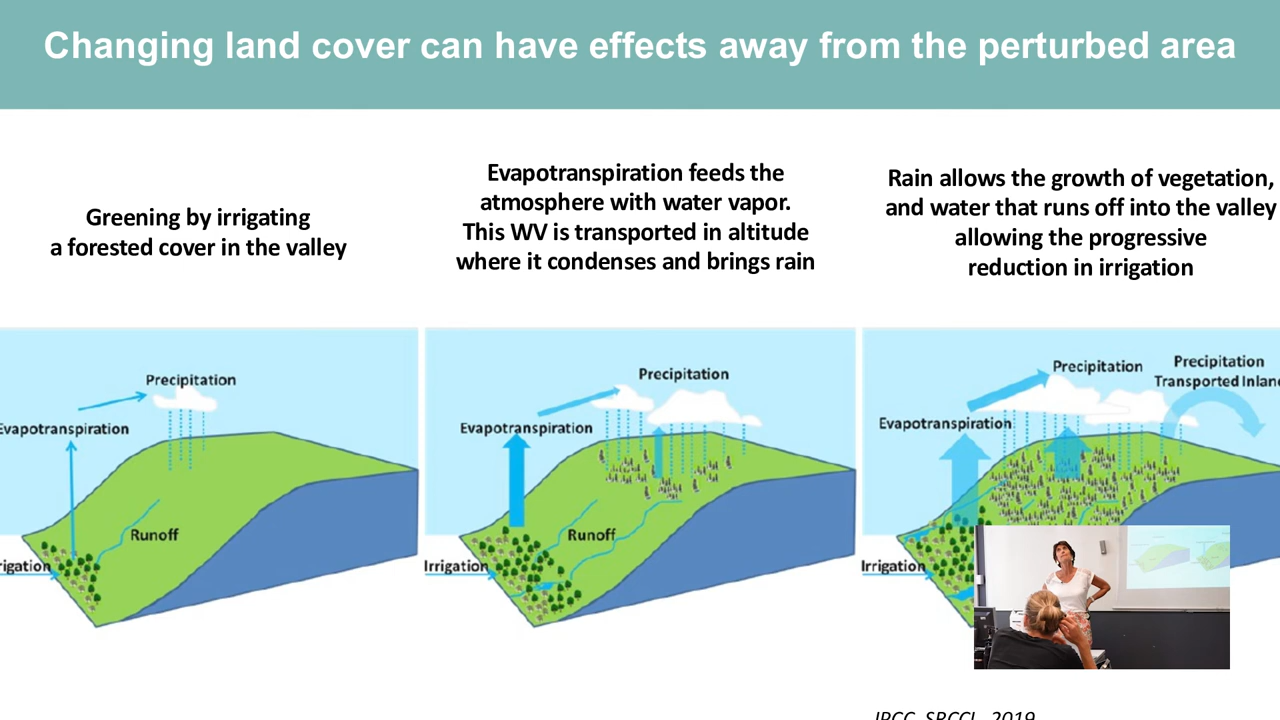 Changing land cover can have effects away from the perturbed area
Greening by irrigating
a forested cover in the valley
Evapotranspiration feeds the
atmosphere with water vapor.
This WV is transported in altitude
where it condenses and brings rain
Rain allows the growth of vegetation,
and water that runs off into the valley
allowing the progressive
reduction in irrigation
Precipitation
Evapotranspiration
Runoff
rigation
Precipitation
Evapotranspiration
Runoff
Irrigation
Precipitation
Precipitation
Transported Inland
Evapotranspiration
Irrigation
IPCC, SRCCL, 2019